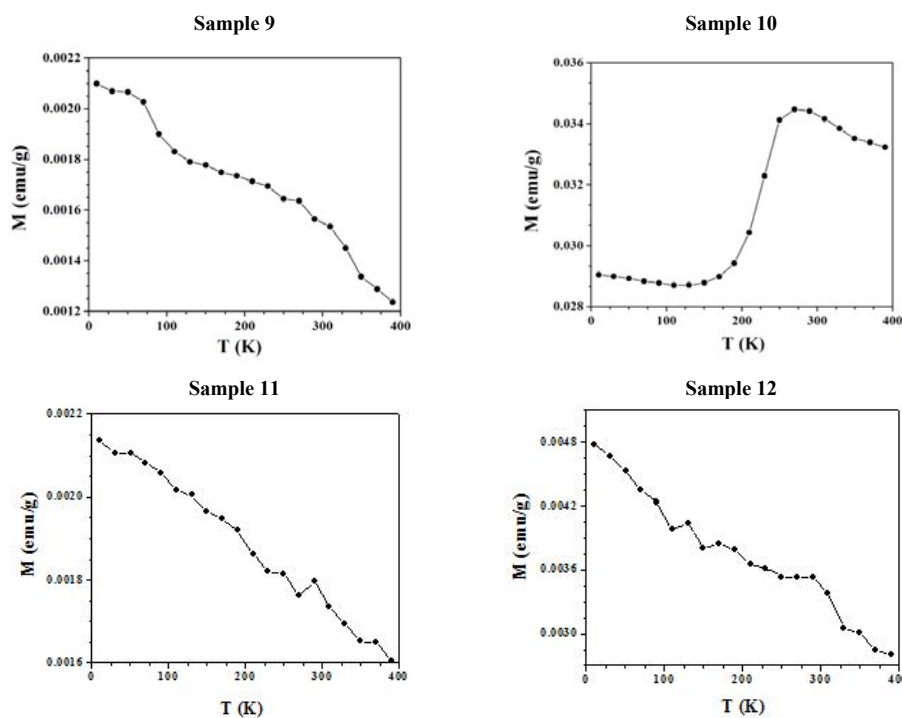 Sample 9
Sample 10
0.0022
0.0020
0.0018
0.0016
0.0014
0.0012
M (emu/g)
0 100 200 300 400
T (K)
0.036
0.034
0.032
0.030
0.028
M (emu/g)
0 100 200 300 400
T (K)
Sample 11
Sample 12
0.0022
0.0020
0.0018
0.0016
M (emu/g)
0 100 200 300 400
T (K)
0.0048
0.0042
0.0036
0.0030
M (emu/g)
0 100 200 300 400
T (K)